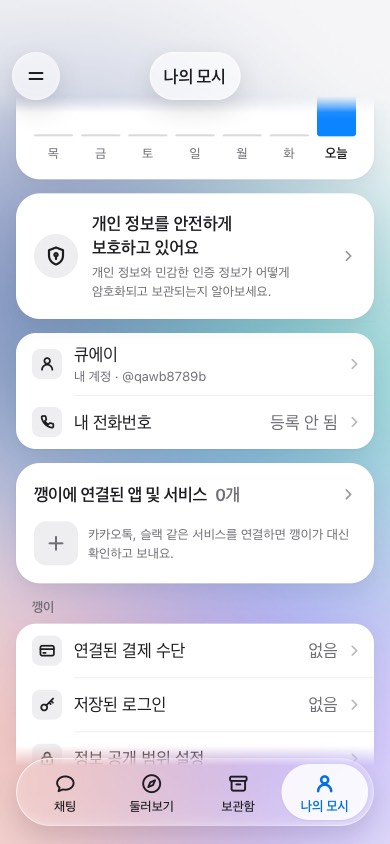 나의 모시
목 금 토 일 월 화 오늘
개인 정보를 안전하게
보호하고 있어요
개인 정보와 민감한 인증 정보가 어떻게
암호화되고 보관되는지 알아보세요.
큐에이
내 계정 · @qawb8789b
내 전화번호 등록 안 됨
깽이에 연결된 앱 및 서비스 0개
카카오톡, 슬랙 같은 서비스를 연결하면 깽이가 대신
확인하고 보내요.
깽이
연결된 결제 수단 없음
저장된 로그인 없음
정보 공개 범위 설정
채팅 둘러보기 보관함 나의 모시